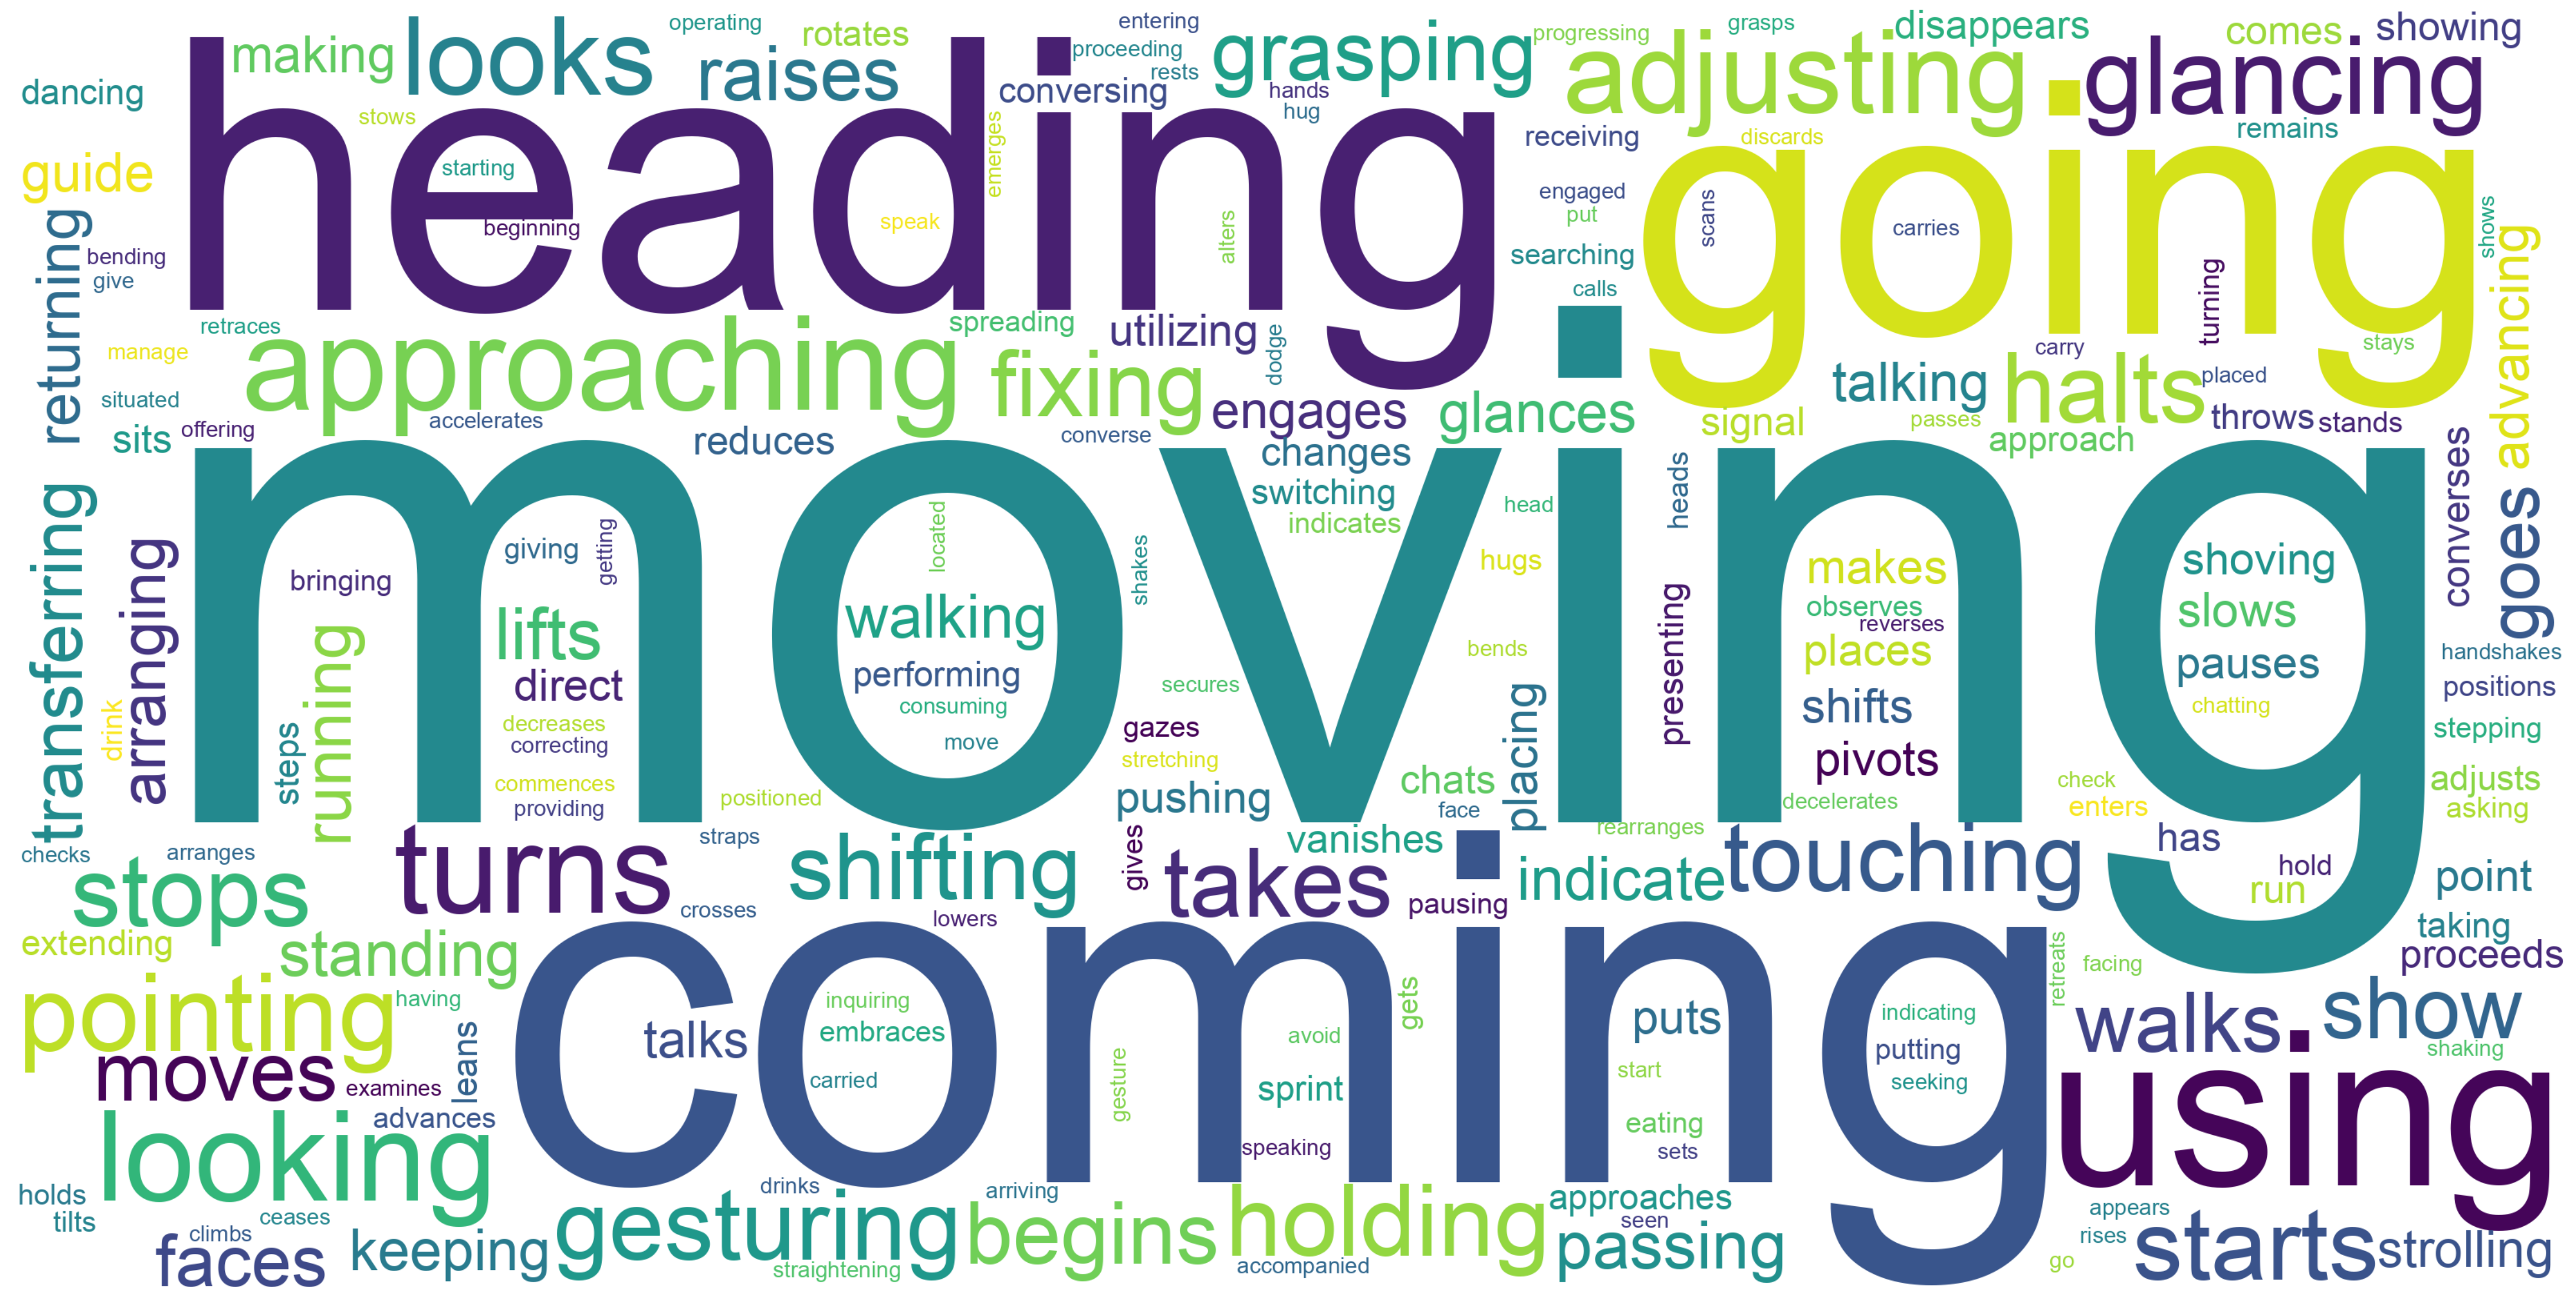 operating
entering
progressing
grasps
disappears
comes
showing
making
looks
raises
rotates
proceeding
rests
grasping
adjusting
glancing
dancing
stows
heading
conversing
hands
hug
emerges
receiving
discards
going
remains
guide
starting
beginning
speak
alters
engaged
put
scans
carries
shows
returning
bending
give
searching
calls
turning
advancing
retraces
manage
approaching
spreading
utilizing
fixing
dodge
carry
stays
situated
sits
offering
accelerates
reduces
converse
engages
glances
talking
halts
placed
signal
passes
approach
throws
stands
changes
switching
indicates
moving
head
heads
converses
goes
transferring
arranging
bringing
giving
getting
located
shakes
hugs
makes
observes
reverses
shoving
slows
lifts
walking
direct
performing
consuming
move
bends
presenting
places
pauses
handshakes
positions
drink
running
steps
decreases
correcting
secures
gazes
stretching
placing
shifts
chatting
pivots
stepping
commences
providing
positioned
pushing
chats
face
decelerates
check
enters
adjusts
asking
checks
arranges
turns
straps
shifting
gives
vanishes
takes
rearranges
indicate
touching
has
hold
run
point
stops
crosses
lowers
pausing
taking
extending
standing
coming
retreats
facing
proceeds
pointing
having
talks
inquiring
embraces
gets
avoid
puts
indicating
putting
walks
show
shaking
moves
examines
leans
carried
gesture
sprint
start
seeking
using
looking
advances
speaking
eating
sets
holds
tilts
ceases
climbs
faces
keeping
drinks
gesturing
straightening
arriving
begins
holding
accompanied
approaches
seen
passing
appears
rises
go
starts
strolling